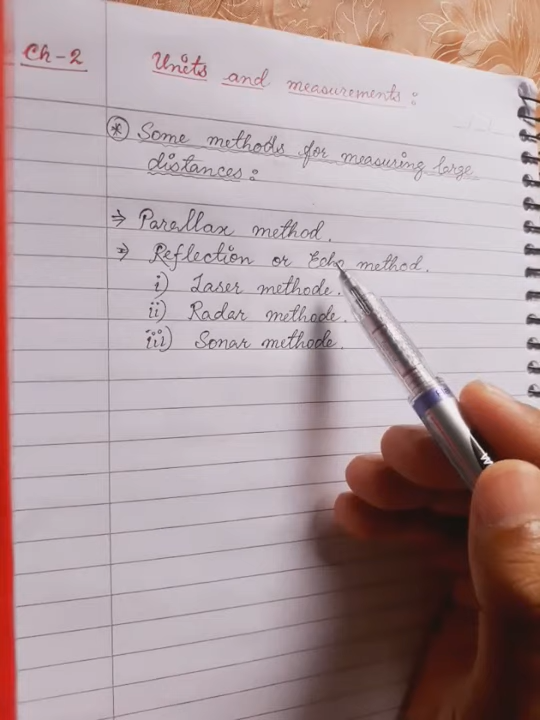 Ch-2
Units and measurements :
* Some methods for measuring large
distances :
⇒ Parallax method.
⇒ Reflection or Echo method.
i) Laser methode.
ii) Radar methode.
iii) Sonar methode.